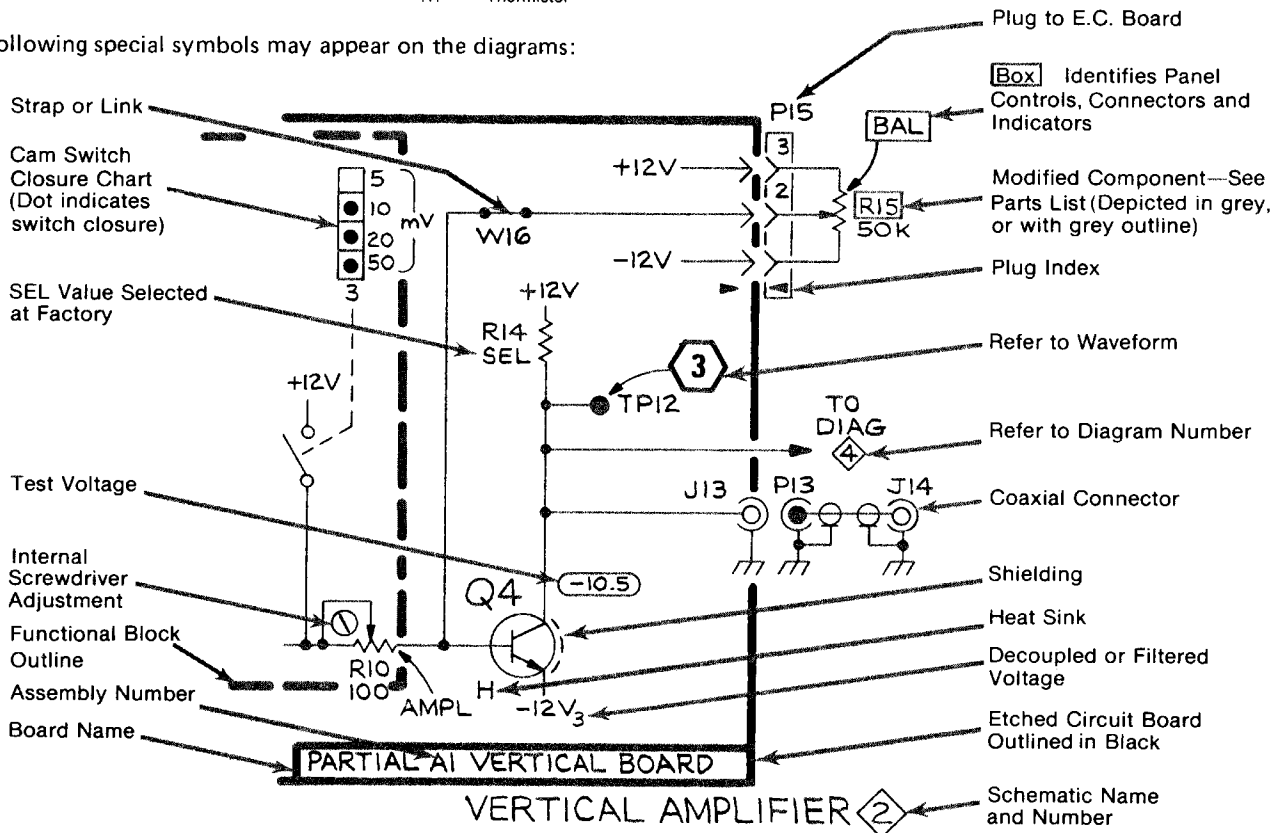 Thermistor
ollowing special symbols may appear on the diagrams:
Plug to E.C. Board
Box Identifies Panel
Controls, Connectors and
Indicators
Modified Component—See
Parts List (Depicted in grey,
or with grey outline)
Plug Index
Refer to Waveform
Refer to Diagram Number
Coaxial Connector
Shielding
Heat Sink
Decoupled or Filtered
Voltage
Etched Circuit Board
Outlined in Black
Schematic Name
and Number
Strap or Link
Cam Switch
Closure Chart
(Dot indicates
switch closure)
SEL Value Selected
at Factory
Test Voltage
Internal
Screwdriver
Adjustment
Functional Block
Outline
Assembly Number
Board Name
P15
BAL
+12V
3
2
-12V
R15
50K
5
10
20
50
mV
3
W16
+12V
R14
SEL
+12V
3
TP12
TO
DIAG
4
J13
P13
J14
-10.5
Q4
R10
100
AMPL
H
-12V3
PARTIAL A1 VERTICAL BOARD
VERTICAL AMPLIFIER 2